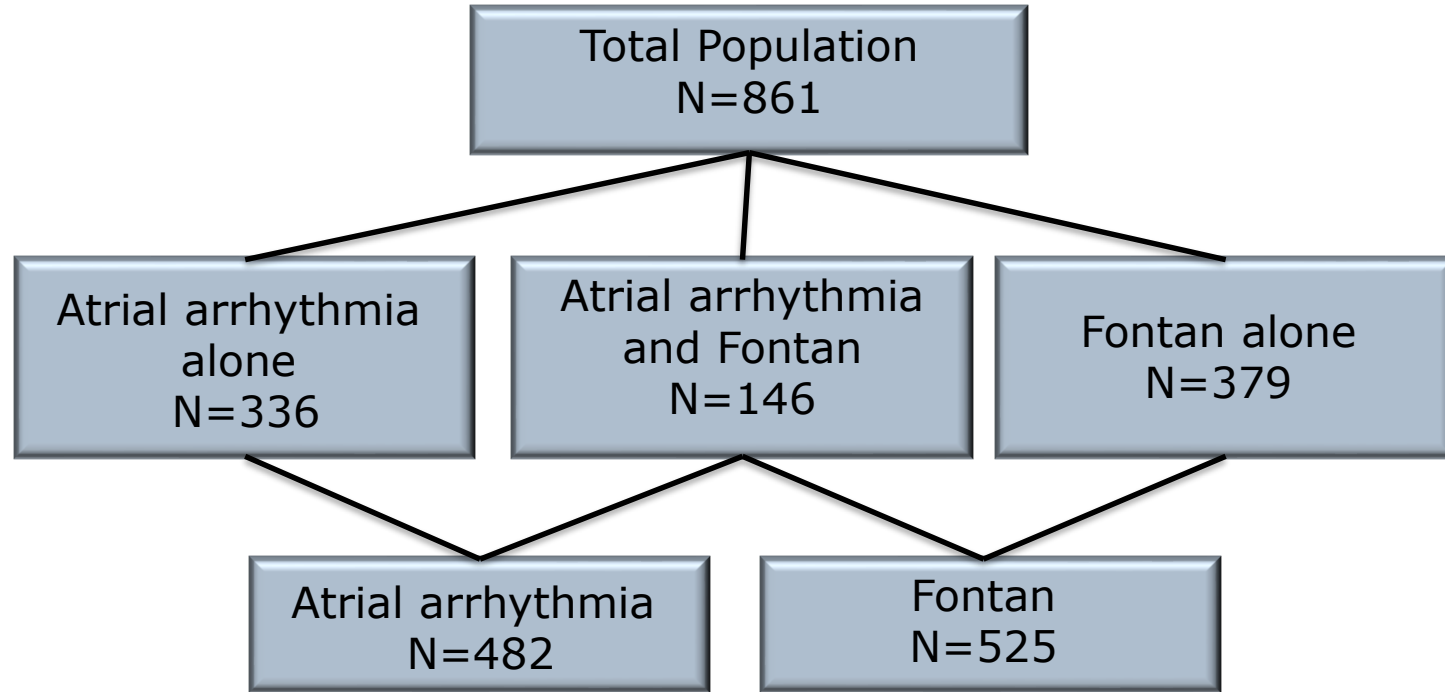 Total Population
N=861
Atrial arrhythmia
alone
N=336
Atrial arrhythmia
and Fontan
N=146
Fontan alone
N=379
Atrial arrhythmia
N=482
Fontan
N=525